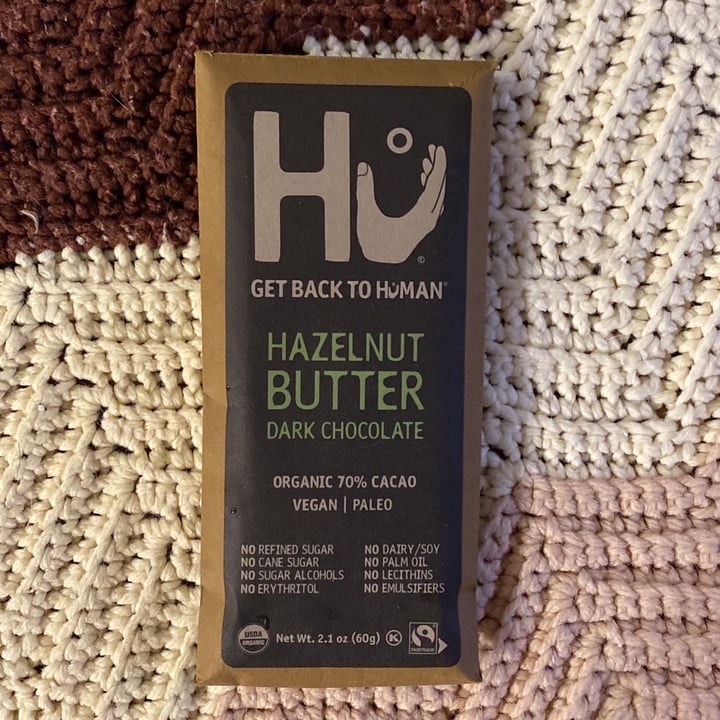 Hu
GET BACK TO HUMAN
HAZELNUT
BUTTER
DARK CHOCOLATE
ORGANIC 70% CACAO
VEGAN | PALEO
NO REFINED SUGAR
NO CANE SUGAR
NO SUGAR ALCOHOLS
NO ERYTHRITOL
NO DAIRY/SOY
NO PALM OIL
NO LECITHINS
NO EMULSIFIERS
USDA
ORGANIC
Net Wt. 2.1 oz (60g)
K
FAIRTRADE